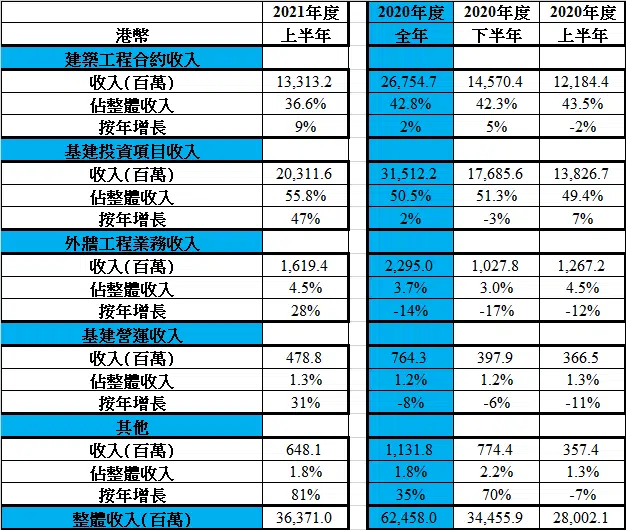 2021年度 2020年度 2020年度 2020年度
港幣 上半年 全年 下半年 上半年
建築工程合約收入
收入(百萬) 13,313.2 26,754.7 14,570.4 12,184.4
佔整體收入 36.6% 42.8% 42.3% 43.5%
按年增長 9% 2% 5% -2%
基建投資項目收入
收入(百萬) 20,311.6 31,512.2 17,685.6 13,826.7
佔整體收入 55.8% 50.5% 51.3% 49.4%
按年增長 47% 2% -3% 7%
外牆工程業務收入
收入(百萬) 1,619.4 2,295.0 1,027.8 1,267.2
佔整體收入 4.5% 3.7% 3.0% 4.5%
按年增長 28% -14% -17% -12%
基建營運收入
收入(百萬) 478.8 764.3 397.9 366.5
佔整體收入 1.3% 1.2% 1.2% 1.3%
按年增長 31% -8% -6% -11%
其他
收入(百萬) 648.1 1,131.8 774.4 357.4
佔整體收入 1.8% 1.8% 2.2% 1.3%
按年增長 81% 35% 70% -7%
整體收入(百萬) 36,371.0 62,458.0 34,455.9 28,002.1